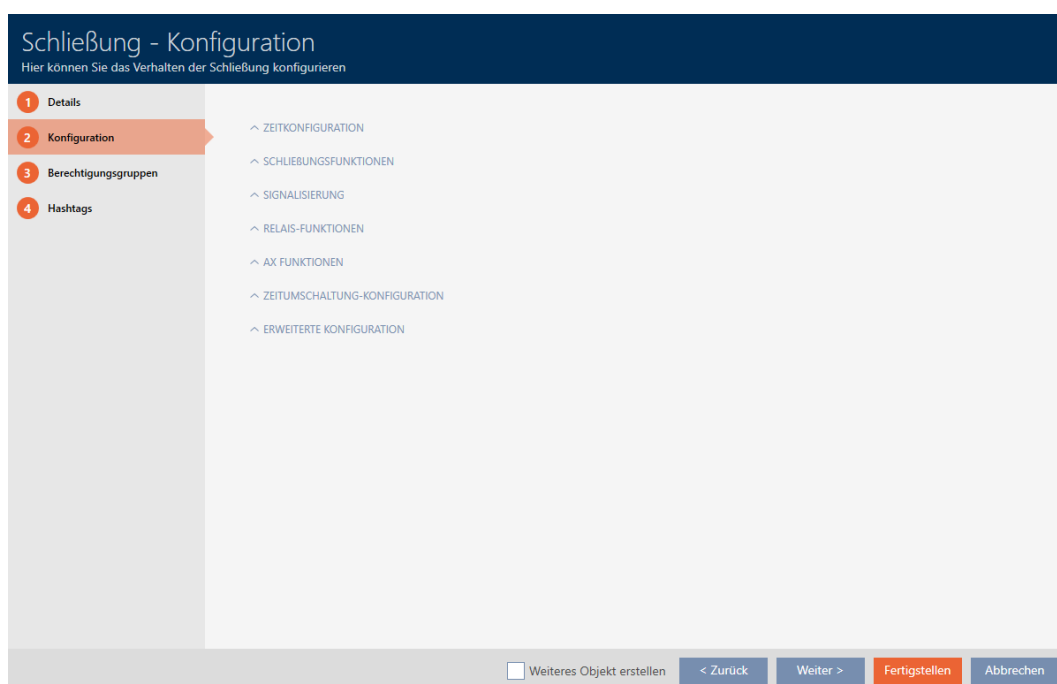 Schließung - Konfiguration
Hier können Sie das Verhalten der Schließung konfigurieren
1 Details
2 Konfiguration
3 Berechtigungsgruppen
4 Hashtags
ZEITKONFIGURATION
SCHLIEßUNGSFUNKTIONEN
SIGNALISIERUNG
RELAIS-FUNKTIONEN
AX FUNKTIONEN
ZEITUMSCHALTUNG-KONFIGURATION
ERWEITERTE KONFIGURATION
Weiteres Objekt erstellen < Zurück Weiter > Fertigstellen Abbrechen